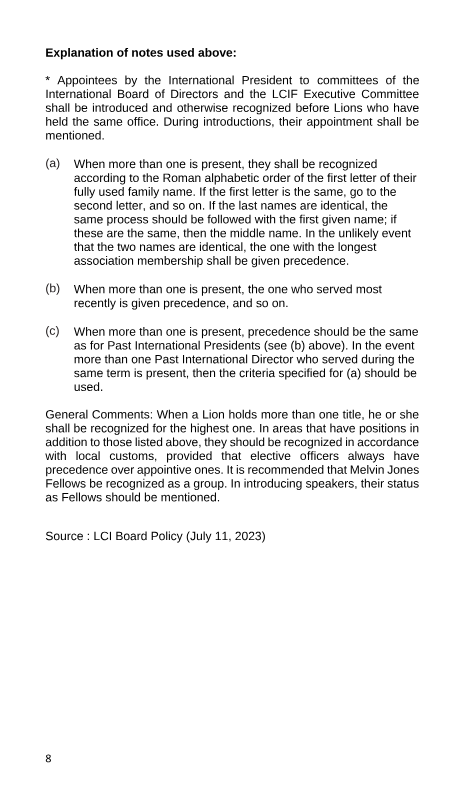 Explanation of notes used above:
* Appointees by the International President to committees of the
International Board of Directors and the LCIF Executive Committee
shall be introduced and otherwise recognized before Lions who have
held the same office. During introductions, their appointment shall be
mentioned.
(a) When more than one is present, they shall be recognized
according to the Roman alphabetic order of the first letter of their
fully used family name. If the first letter is the same, go to the
second letter, and so on. If the last names are identical, the
same process should be followed with the first given name; if
these are the same, then the middle name. In the unlikely event
that the two names are identical, the one with the longest
association membership shall be given precedence.
(b) When more than one is present, the one who served most
recently is given precedence, and so on.
(c) When more than one is present, precedence should be the same
as for Past International Presidents (see (b) above). In the event
more than one Past International Director who served during the
same term is present, then the criteria specified for (a) should be
used.
General Comments: When a Lion holds more than one title, he or she
shall be recognized for the highest one. In areas that have positions in
addition to those listed above, they should be recognized in accordance
with local customs, provided that elective officers always have
precedence over appointive ones. It is recommended that Melvin Jones
Fellows be recognized as a group. In introducing speakers, their status
as Fellows should be mentioned.
Source : LCI Board Policy (July 11, 2023)
8